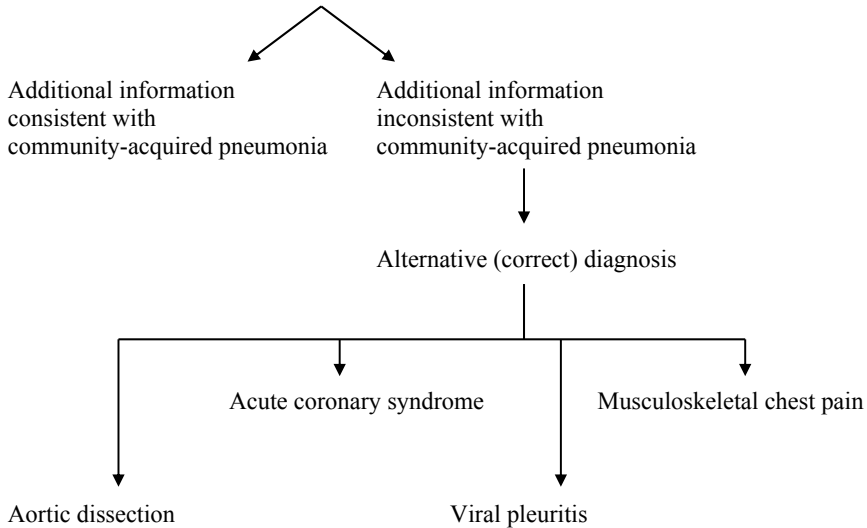 Additional information
consistent with
community-acquired pneumonia
Additional information
inconsistent with
community-acquired pneumonia
Alternative (correct) diagnosis
Acute coronary syndrome
Musculoskeletal chest pain
Aortic dissection
Viral pleuritis